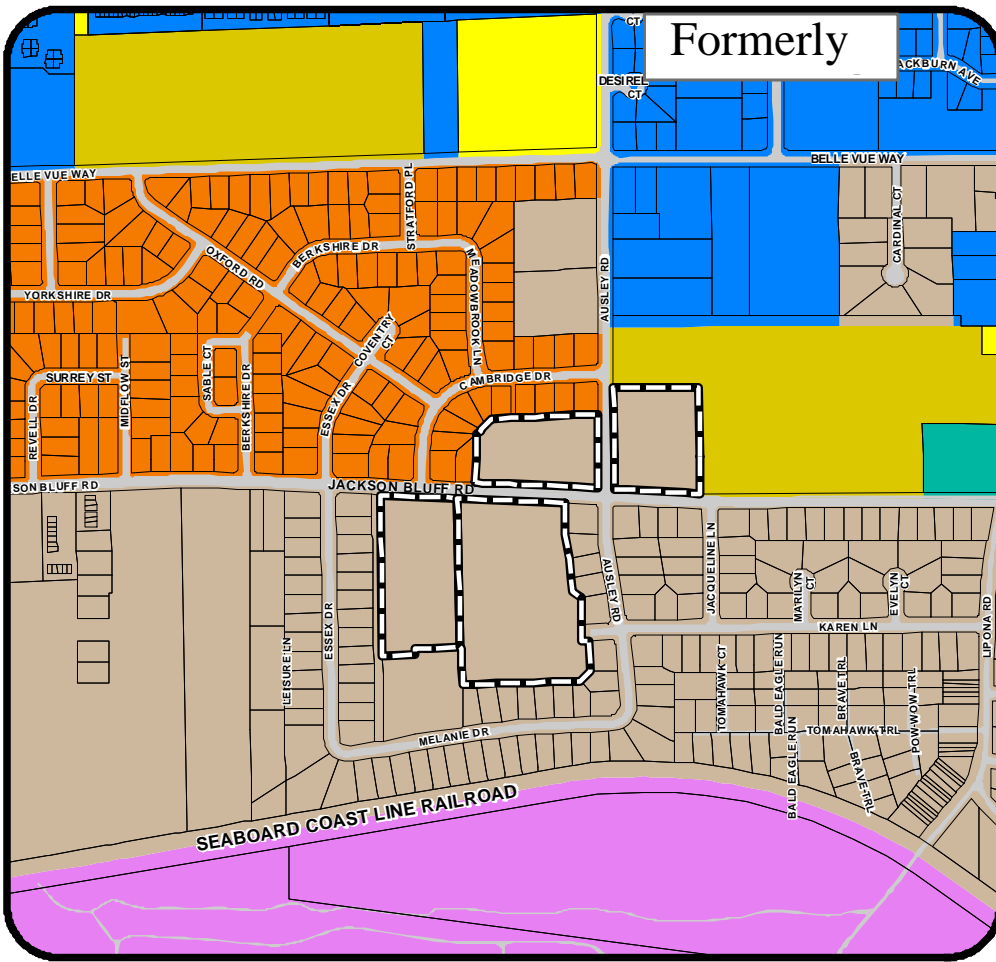 CT
Formerly
DESIREL
CT
ACKBURN AVE
BELLE VUE WAY
ELLE VUE WAY
STRATFORD PL
CARDINAL CT
BERKSHIRE DR
OXFORD RD
MEADOWBROOK LN
AUSLEY RD
YORKSHIRE DR
COVENTRY
CT
SABLE CT
MIDFLOW ST
SURREY ST
CAMBRIDGE DR
REVELL DR
BERKSHIRE DR
ESSEX DR
SON BLUFF RD
JACKSON BLUFF RD
JACQUELINE LN
AUSLEY RD
MARILYN
CT
EVELYN
CT
ESSEX DR
KAREN LN
LIPONA RD
LEISURE LN
TOMAHAWK CT
BALD EAGLE RUN
BRAVE TRL
POW-WOW TRL
MELANIE DR
TOMAHAWK TRL
BALD EAGLE RUN
BRAVE TRL
SEABOARD COAST LINE RAILROAD